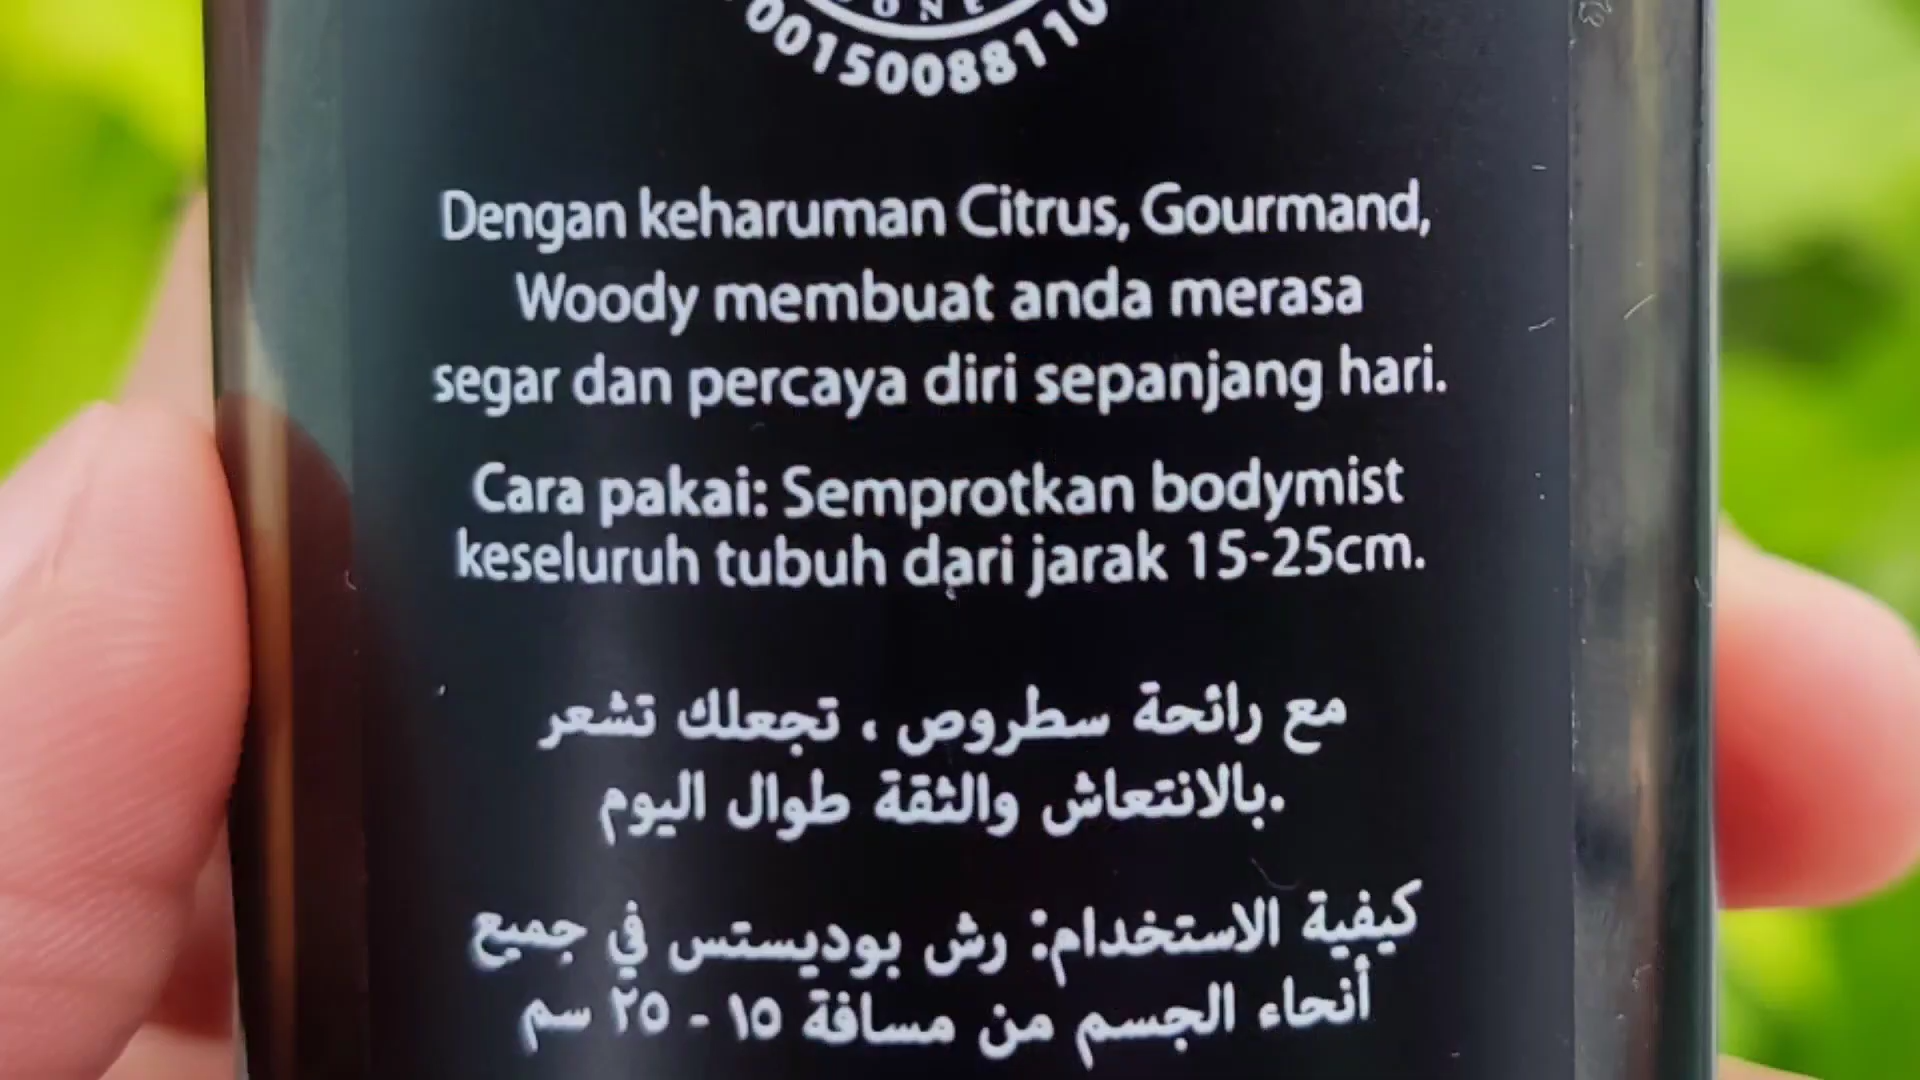 00150088110
Dengan keharuman Citrus, Gourmand,
Woody membuat anda merasa
segar dan percaya diri sepanjang hari.
Cara pakai: Semprotkan bodymist
keseluruh tubuh dari jarak 15-25cm.
مع رائحة سطروص ، تجعلك تشعر
.بالانتعاش والثقة طوال اليوم
كيفية الاستخدام: رش بوديستس في جميع
أنحاء الجسم من مسافة ١٥ - ٢٥ سم